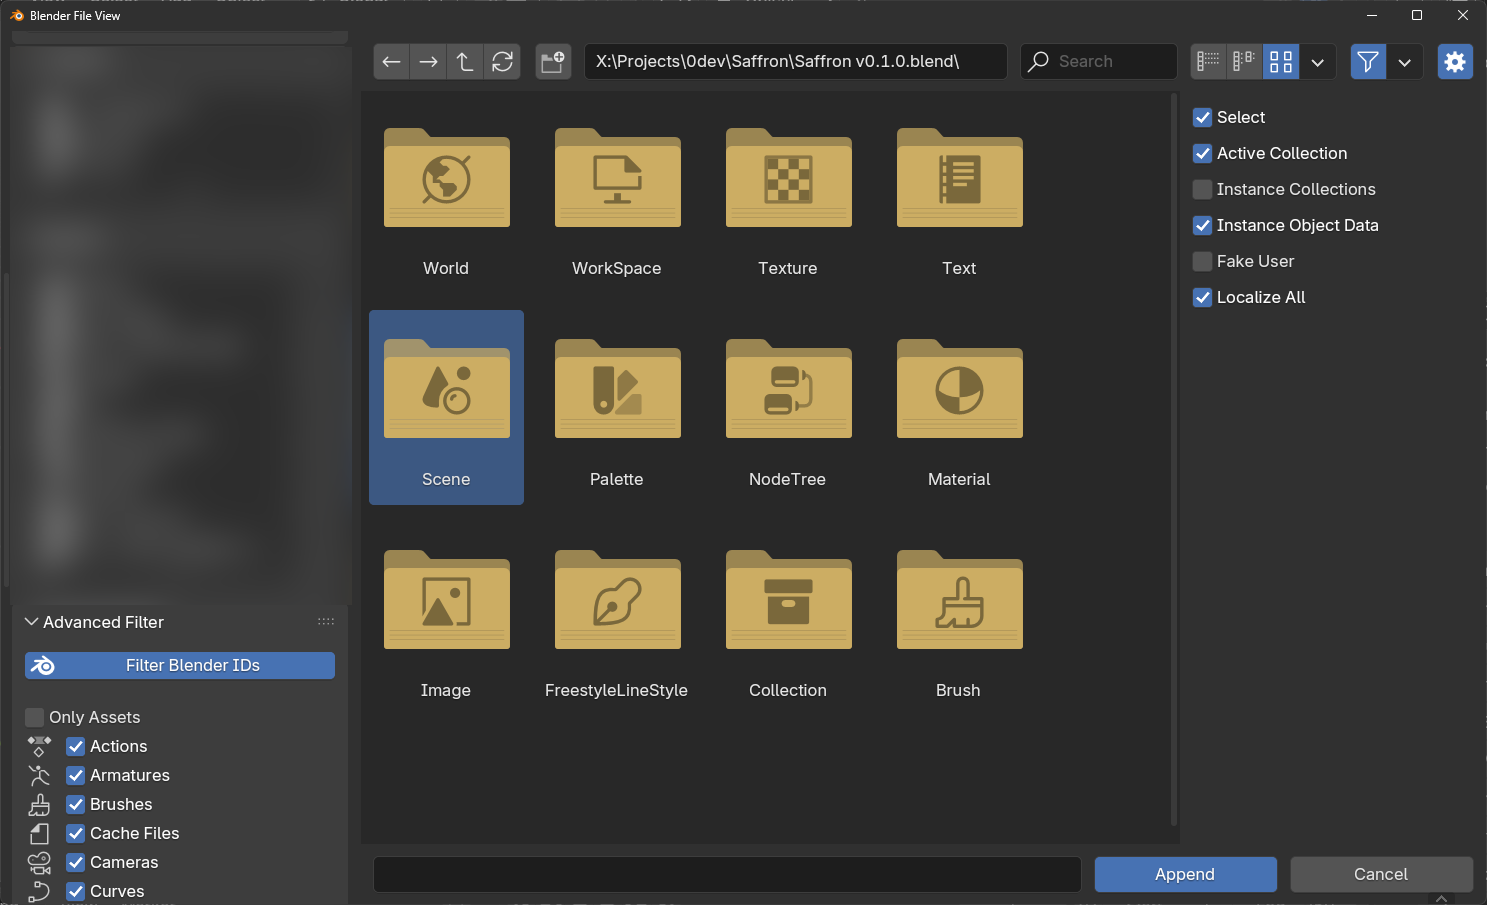 Blender File View
X:\Projects\0dev\Saffron\Saffron v0.1.0.blend\
Search
World
WorkSpace
Texture
Text
Scene
Palette
NodeTree
Material
Image
FreestyleLineStyle
Collection
Brush
Select
Active Collection
Instance Collections
Instance Object Data
Fake User
Localize All
Advanced Filter
Filter Blender IDs
Only Assets
Actions
Armatures
Brushes
Cache Files
Cameras
Curves
Append
Cancel